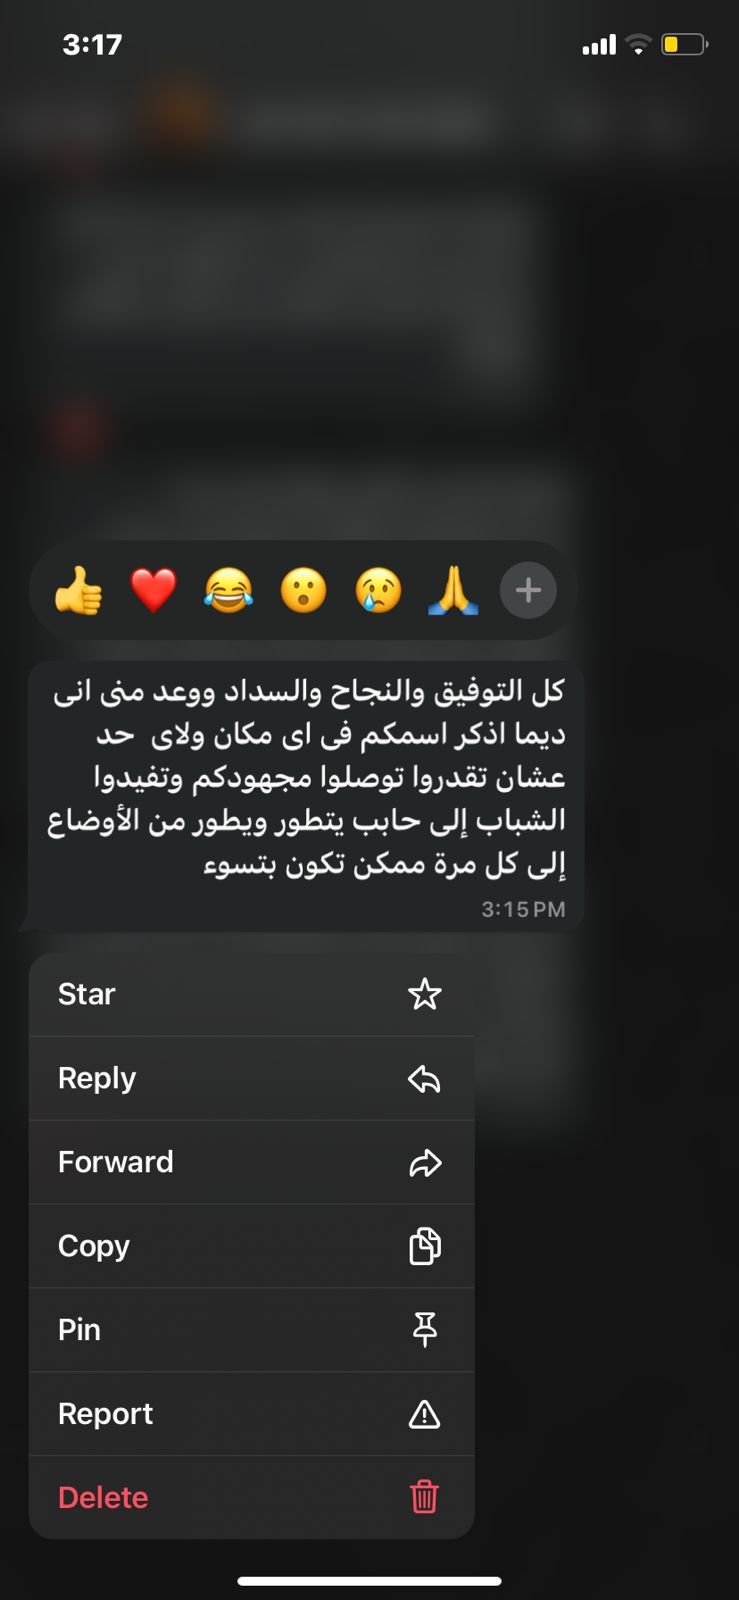 3:17
كل التوفيق والنجاح والسداد ووعد منى انى
ديما اذكر اسمكم فى اى مكان ولاى حد
عشان تقدروا توصلوا مجهودكم وتفيدوا
الشباب إلى حابب يتطور ويطور من الأوضاع
إلى كل مرة ممكن تكون بتسوء
3:15 PM
Star
Reply
Forward
Copy
Pin
Report
Delete